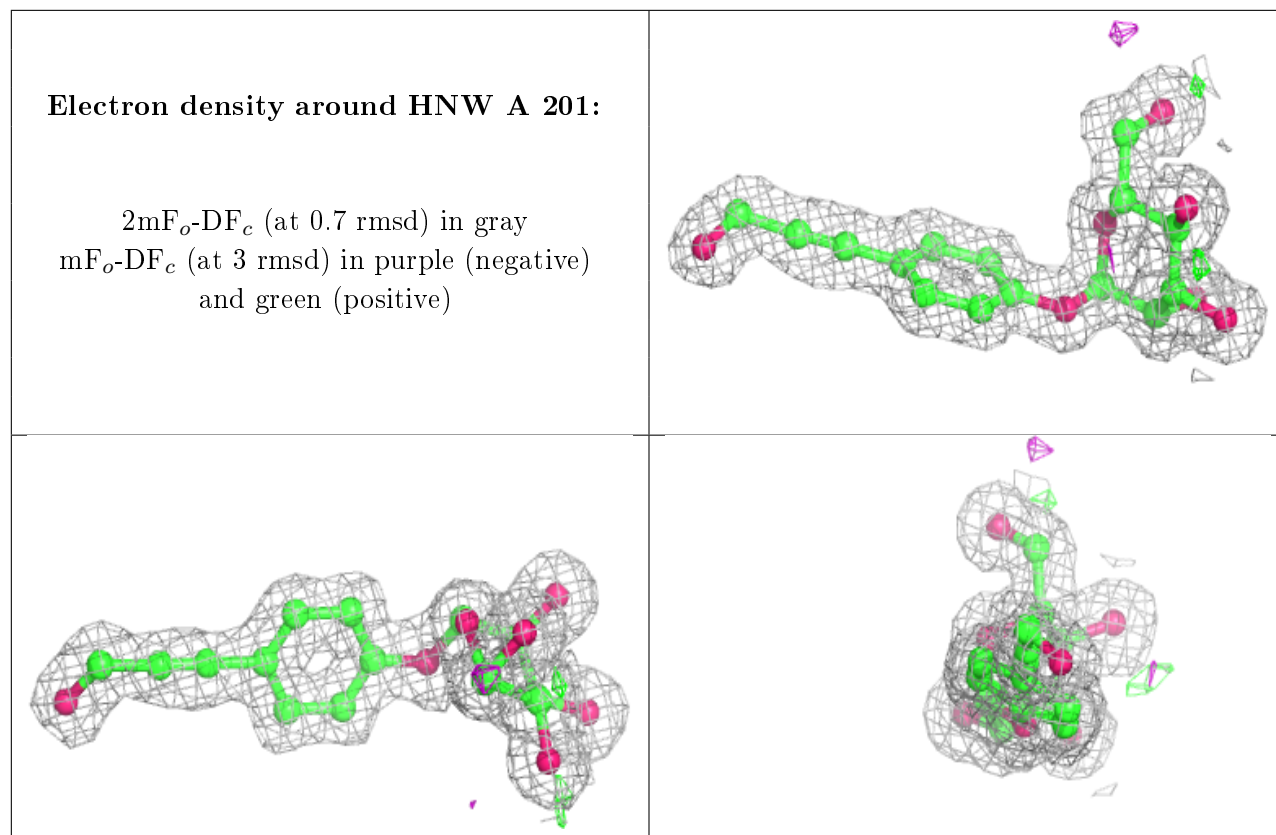 Electron density around HNW A 201:
2mFₒ-DF𝒸 (at 0.7 rmsd) in gray
mFₒ-DF𝒸 (at 3 rmsd) in purple (negative)
and green (positive)